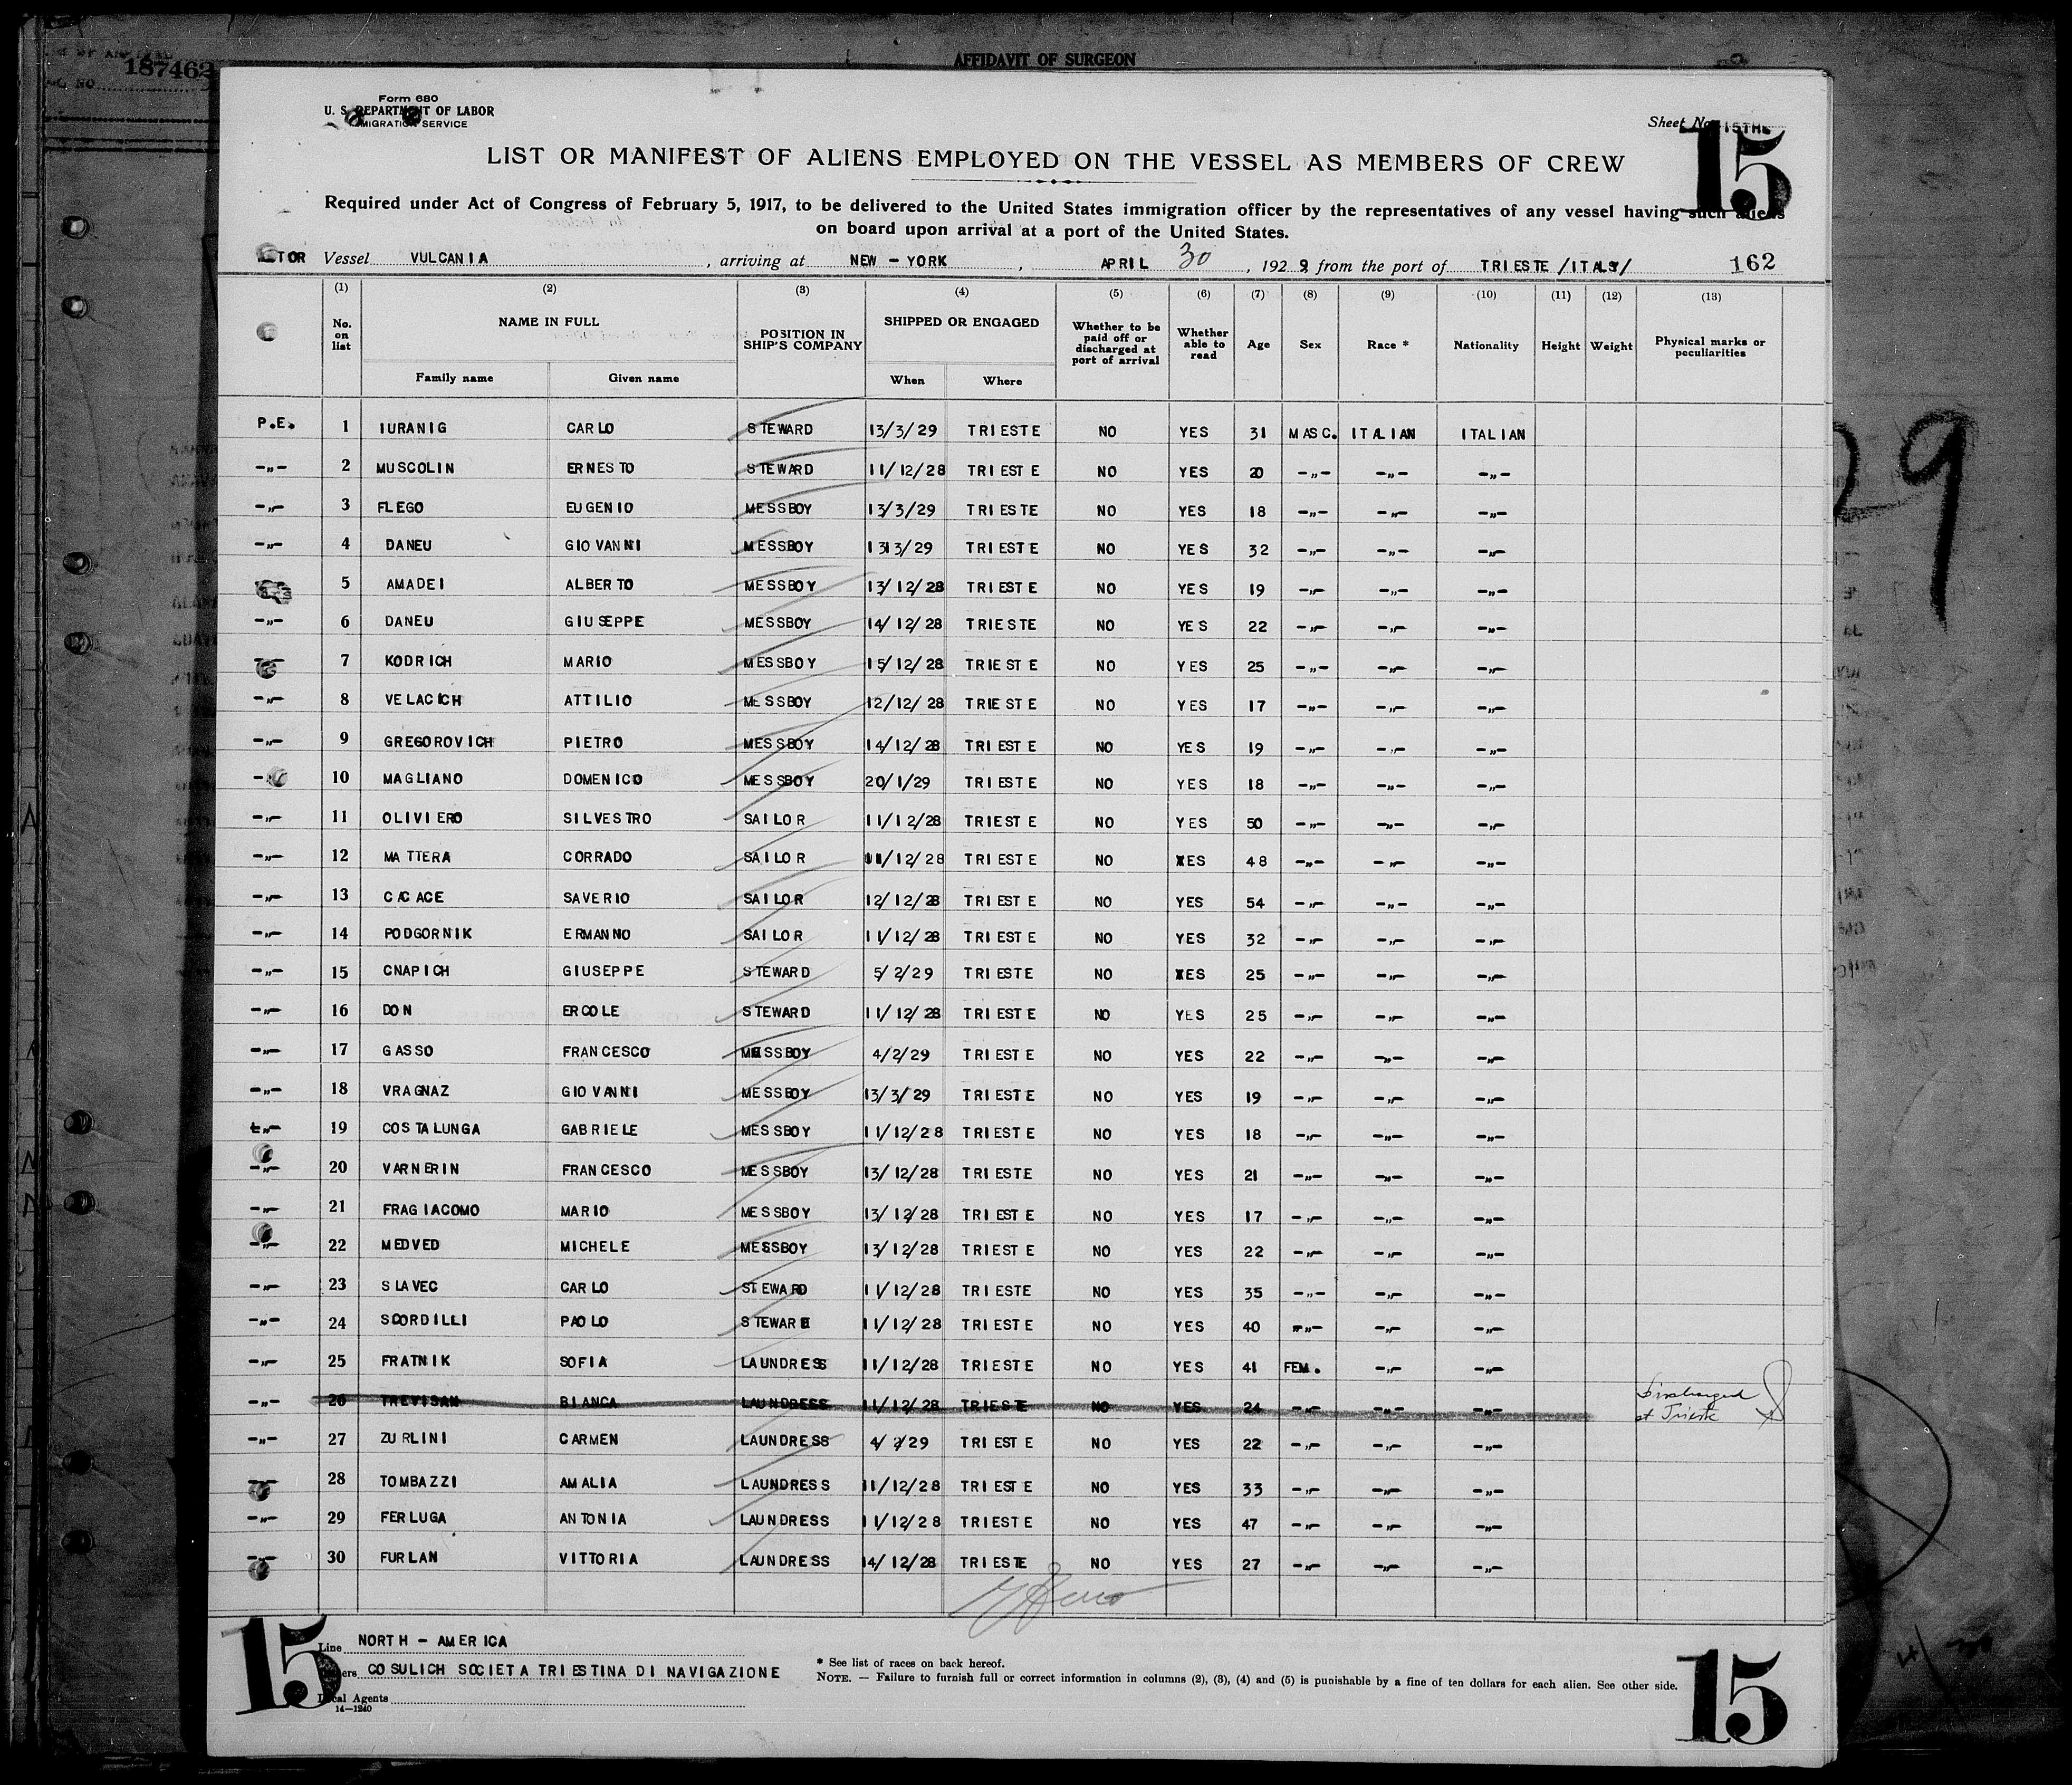 187462
AFFIDAVIT OF SURGEON
Form 680
U. S. DEPARTMENT OF LABOR
IMMIGRATION SERVICE
Sheet No. 15TH.
15
LIST OR MANIFEST OF ALIENS EMPLOYED ON THE VESSEL AS MEMBERS OF CREW
Required under Act of Congress of February 5, 1917, to be delivered to the United States immigration officer by the representatives of any vessel having such aliens
on board upon arrival at a port of the United States.
Vessel VULCANIA, arriving at NEW-YORK, APRIL 30, 1929, from the port of TRIESTE /ITALY/ 162
(1) (2) (3) (4) (5) (6) (7) (8) (9) (10) (11) (12) (13)
No. on list NAME IN FULL POSITION IN SHIP'S COMPANY SHIPPED OR ENGAGED Whether to be paid off or discharged at port of arrival Whether able to read Age Sex Race * Nationality Height Weight Physical marks or peculiarities
Family name Given name When Where
P.E. 1 IURANIG CARLO STEWARD 13/3/29 TRIESTE NO YES 31 MASC. ITALIAN ITALIAN
-"- 2 MUSCOLIN ERNESTO STEWARD 11/12/28 TRIESTE NO YES 20 -"- -"- -"-
-"- 3 FLEGO EUGENIO MESSBOY 13/3/29 TRIESTE NO YES 18 -"- -"- -"-
-"- 4 DANEU GIOVANNI MESSBOY 133/29 TRIESTE NO YES 32 -"- -"- -"-
5 AMADEI ALBERTO MESSBOY 13/12/28 TRIESTE NO YES 19 -"- -"- -"-
-"- 6 DANEU GIUSEPPE MESSBOY 14/12/28 TRIESTE NO YES 22 -"- -"- -"-
7 KODRICH MARIO MESSBOY 15/12/28 TRIESTE NO YES 25 -"- -"- -"-
-"- 8 VELACICH ATTILIO MESSBOY 12/12/28 TRIESTE NO YES 17 -"- -"- -"-
-"- 9 GREGOROVICH PIETRO MESSBOY 14/12/28 TRIESTE NO YES 19 -"- -"- -"-
10 MAGLIANO DOMENICO MESSBOY 20/1/29 TRIESTE NO YES 18 -"- -"- -"-
-"- 11 OLIVIERO SILVESTRO SAILOR 11/12/28 TRIESTE NO YES 50 -"- -"- -"-
-"- 12 MATTERA CORRADO SAILOR 11/12/28 TRIESTE NO YES 48 -"- -"- -"-
-"- 13 CACACE SAVERIO SAILOR 12/12/28 TRIESTE NO YES 54 -"- -"- -"-
-"- 14 PODGORNIK ERMANNO SAILOR 11/12/28 TRIESTE NO YES 32 -"- -"- -"-
-"- 15 CNAPICH GIUSEPPE STEWARD 5/2/29 TRIESTE NO YES 25 -"- -"- -"-
-"- 16 DON ERCOLE STEWARD 11/12/28 TRIESTE NO YES 25 -"- -"- -"-
-"- 17 GASSO FRANCESCO MESSBOY 4/2/29 TRIESTE NO YES 22 -"- -"- -"-
-"- 18 VRAGNAZ GIOVANNI MESSBOY 13/3/29 TRIESTE NO YES 19 -"- -"- -"-
-"- 19 COSTALUNGA GABRIELE MESSBOY 11/12/28 TRIESTE NO YES 18 -"- -"- -"-
-"- 20 VARNERIN FRANCESCO MESSBOY 13/12/28 TRIESTE NO YES 21 -"- -"- -"-
-"- 21 FRAGIACOMO MARIO MESSBOY 13/12/28 TRIESTE NO YES 17 -"- -"- -"-
-"- 22 MEDVED MICHELE MESSBOY 13/12/28 TRIESTE NO YES 22 -"- -"- -"-
-"- 23 SLAVEC CARLO STEWARD 11/12/28 TRIESTE NO YES 35 -"- -"- -"-
-"- 24 SCORDILLI PAOLO STEWARD 11/12/28 TRIESTE NO YES 40 -"- -"- -"-
-"- 25 FRATNIK SOFIA LAUNDRESS 11/12/28 TRIESTE NO YES 41 FEM. -"- -"-
-"- 26 TREVISAN BIANCA LAUNDRESS 11/12/28 TRIESTE NO YES 24 -"- -"- -"- Discharged at Trieste
-"- 27 ZURLINI CARMEN LAUNDRESS 4/2/29 TRIESTE NO YES 22 -"- -"- -"-
28 TOMBAZZI AMALIA LAUNDRESS 11/12/28 TRIESTE NO YES 33 -"- -"- -"-
-"- 29 FERLUGA ANTONIA LAUNDRESS 11/12/28 TRIESTE NO YES 47 -"- -"- -"-
30 FURLAN VITTORIA LAUNDRESS 14/12/28 TRIESTE NO YES 27 -"- -"- -"-
15
Line NORTH-AMERICA
Owners COSULICH SOCIETA TRIESTINA DI NAVIGAZIONE
Local Agents
14—1240
* See list of races on back hereof.
NOTE. — Failure to furnish full or correct information in columns (2), (3), (4) and (5) is punishable by a fine of ten dollars for each alien. See other side.
15
29